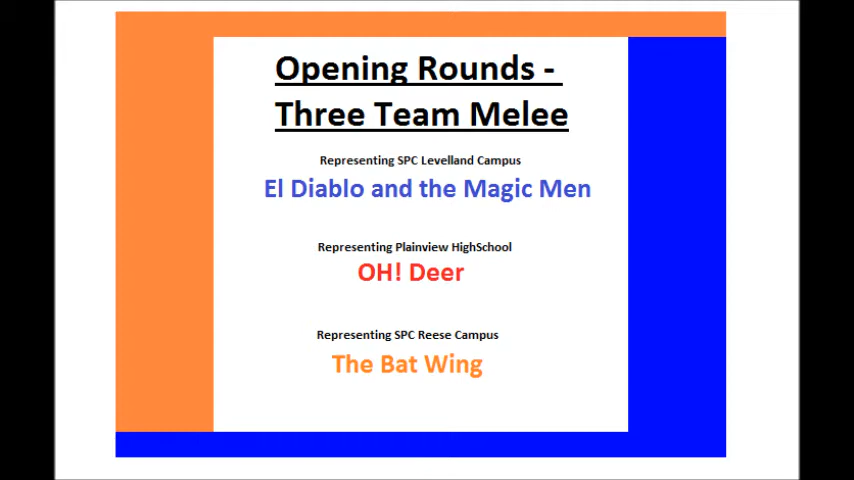 Opening Rounds -
Three Team Melee
Representing SPC Levelland Campus
El Diablo and the Magic Men
Representing Plainview HighSchool
OH! Deer
Representing SPC Reese Campus
The Bat Wing